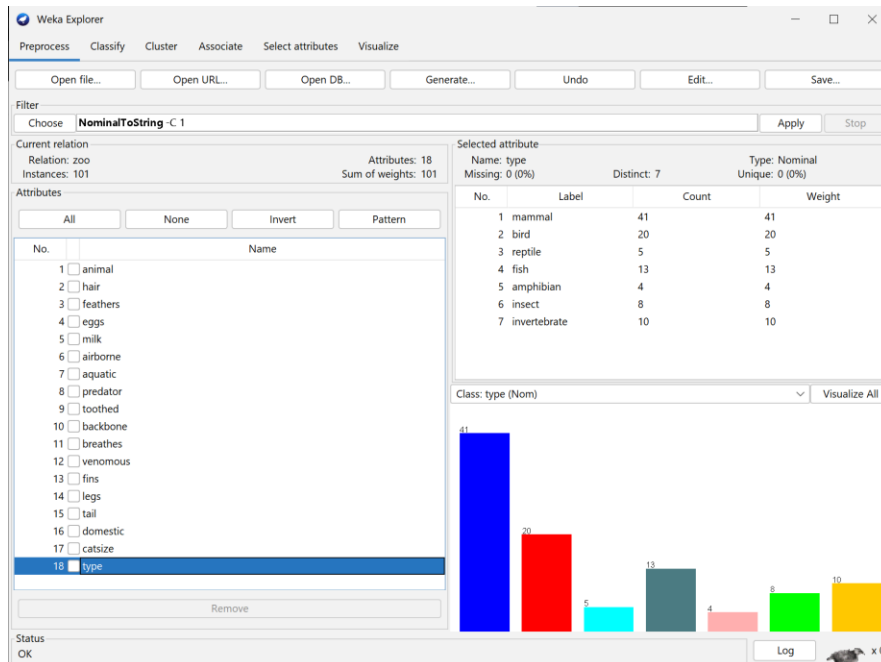 Weka Explorer
Preprocess Classify Cluster Associate Select attributes Visualize
Open file... Open URL... Open DB... Generate... Undo Edit... Save...
Filter
Choose NominalToString -C 1 Apply Stop
Current relation
Relation: zoo Attributes: 18
Instances: 101 Sum of weights: 101
Attributes
All None Invert Pattern
No. Name
1 animal
2 hair
3 feathers
4 eggs
5 milk
6 airborne
7 aquatic
8 predator
9 toothed
10 backbone
11 breathes
12 venomous
13 fins
14 legs
15 tail
16 domestic
17 catsize
18 type
Remove
Selected attribute
Name: type Type: Nominal
Missing: 0 (0%) Distinct: 7 Unique: 0 (0%)
No. Label Count Weight
1 mammal 41 41
2 bird 20 20
3 reptile 5 5
4 fish 13 13
5 amphibian 4 4
6 insect 8 8
7 invertebrate 10 10
Class: type (Nom) Visualize All
41
20
5
13
4
8
10
Status
OK
Log x